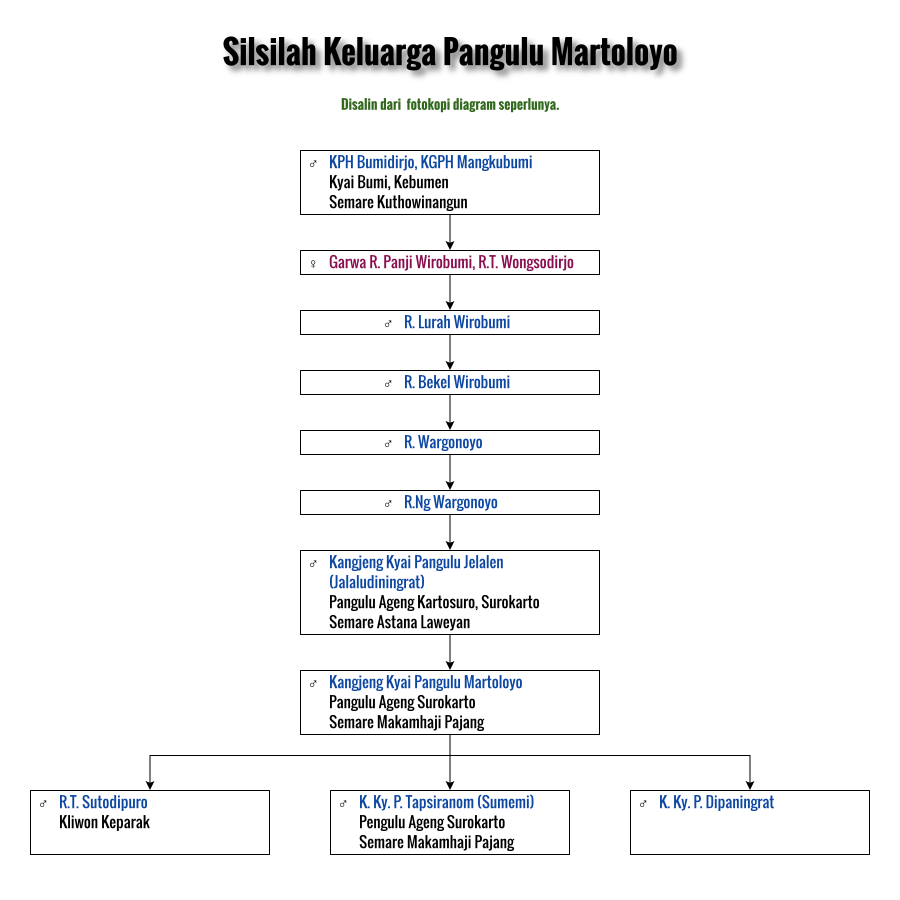 Silsilah Keluarga Pangulu Martoloyo
Disalin dari fotokopi diagram seperlunya.
♂ KPH Bumidirjo, KGPH Mangkubumi
Kyai Bumi, Kebumen
Semare Kuthowinangun
♀ Garwa R. Panji Wirobumi, R.T. Wongsodirjo
♂ R. Lurah Wirobumi
♂ R. Bekel Wirobumi
♂ R. Wargonoyo
♂ R.Ng Wargonoyo
♂ Kangjeng Kyai Pangulu Jelalen
(Jalaludiningrat)
Pangulu Ageng Kartosuro, Surokarto
Semare Astana Laweyan
♂ Kangjeng Kyai Pangulu Martoloyo
Pangulu Ageng Surokarto
Semare Makamhaji Pajang
♂ R.T. Sutodipuro
Kliwon Keparak
♂ K. Ky. P. Tapsiranom (Sumemi)
Pengulu Ageng Surokarto
Semare Makamhaji Pajang
♂ K. Ky. P. Dipaningrat